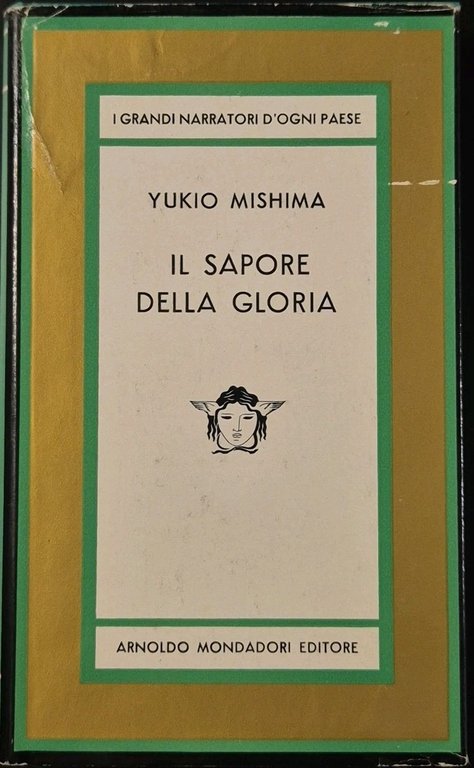 I GRANDI NARRATORI D'OGNI PAESE
YUKIO MISHIMA
IL SAPORE
DELLA GLORIA
ARNOLDO MONDADORI EDITORE